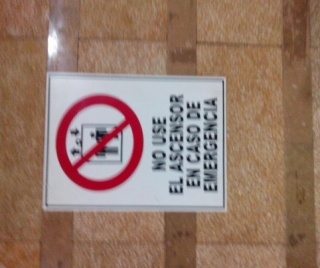 NO USE
EL ASCENSOR
EN CASO DE
EMERGENCIA